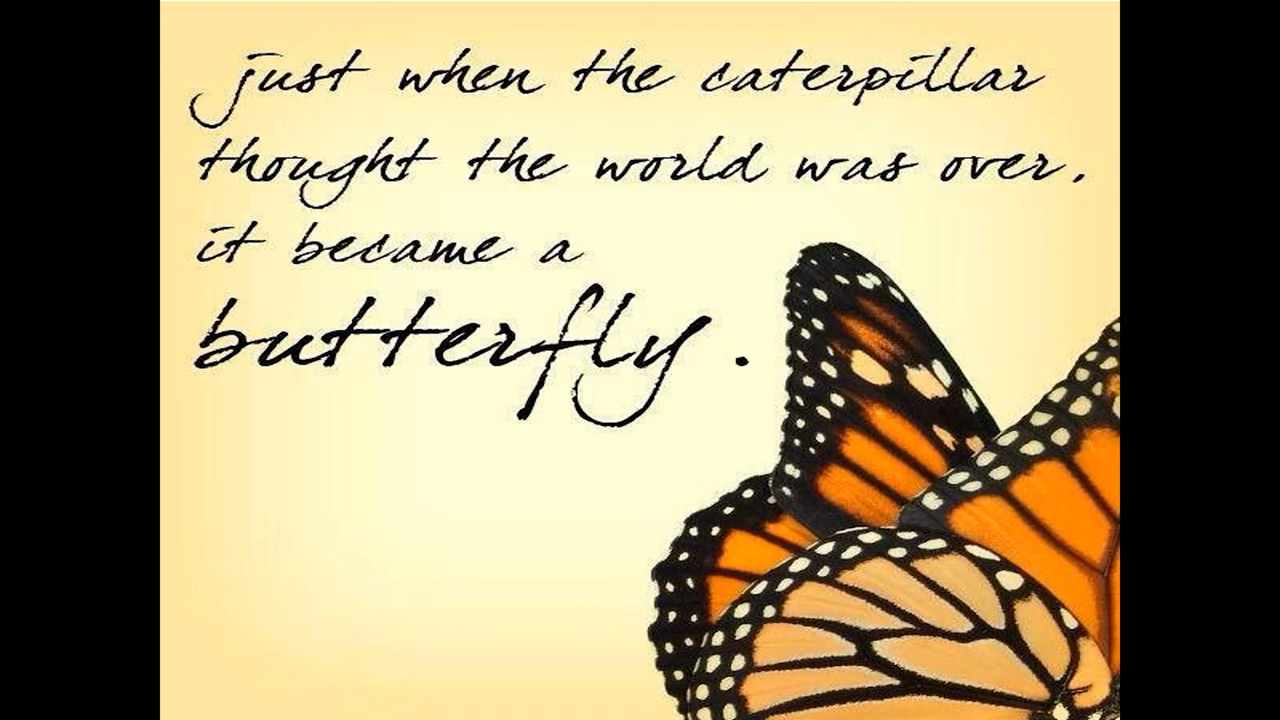 just when the caterpillar
thought the world was over,
it became a
butterfly.